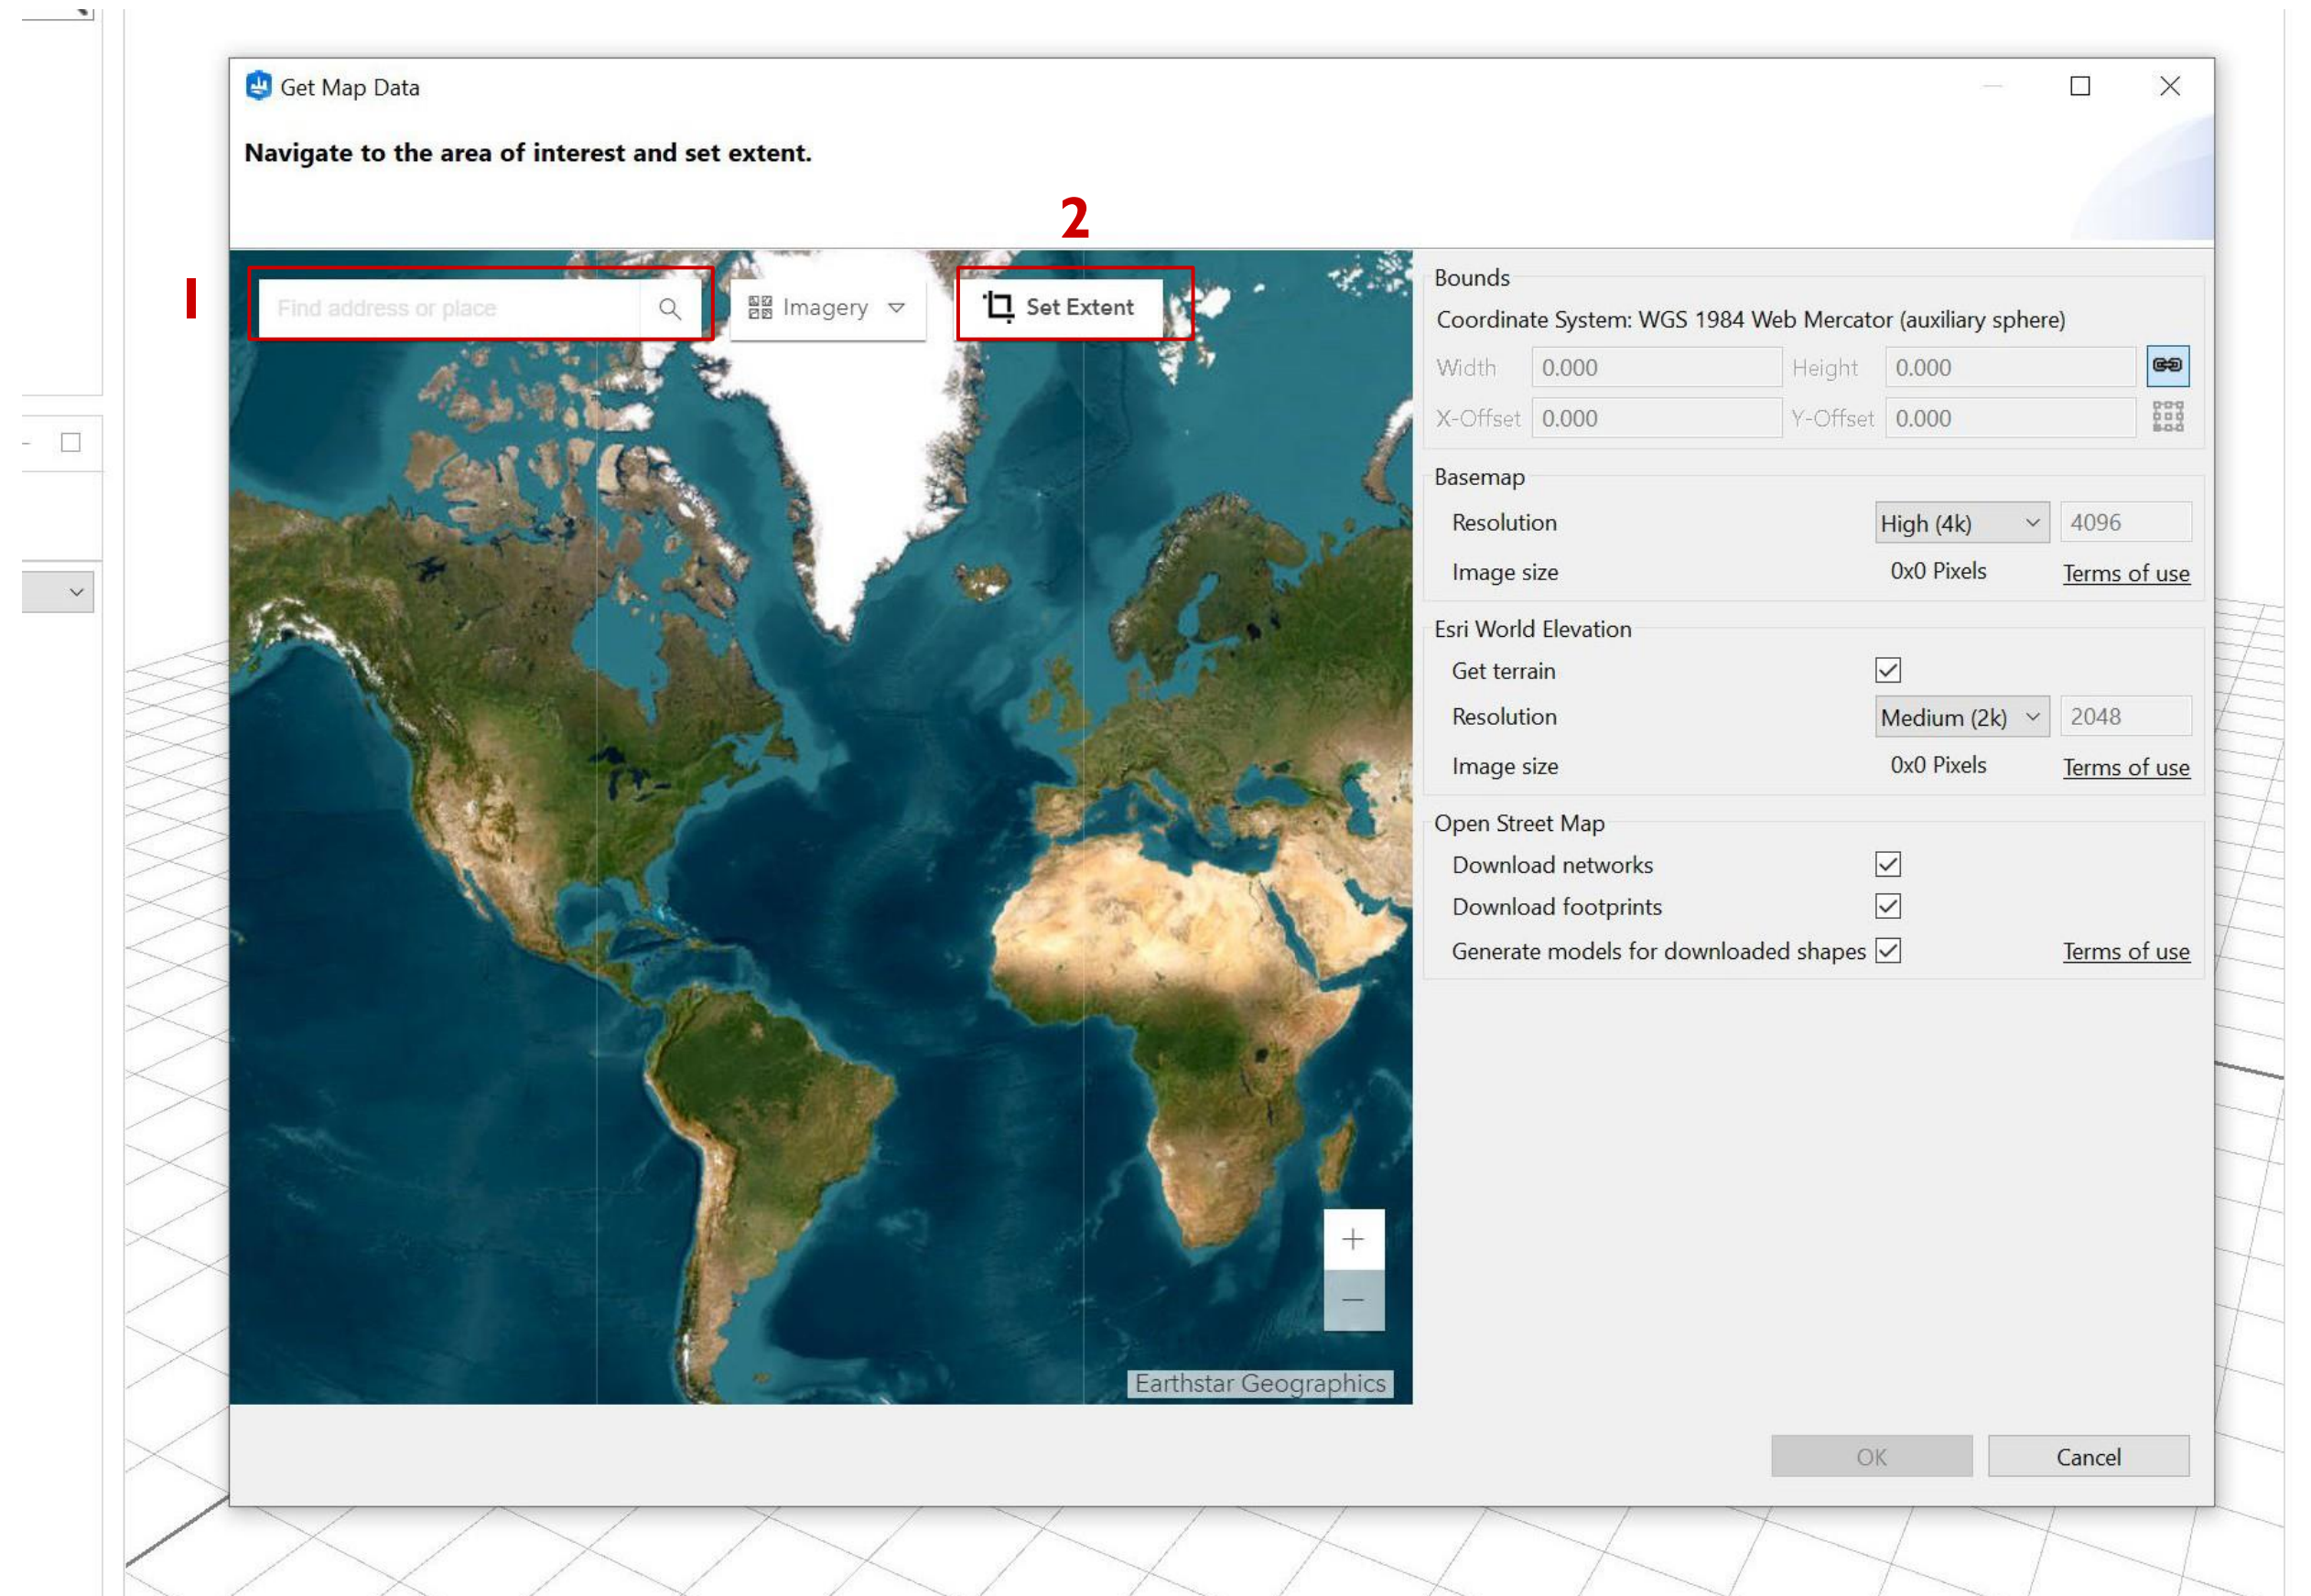 Get Map Data
Navigate to the area of interest and set extent.
2
1
Find address or place
Imagery
Set Extent
Bounds
Coordinate System: WGS 1984 Web Mercator (auxiliary sphere)
Width 0.000 Height 0.000
X-Offset 0.000 Y-Offset 0.000
Basemap
Resolution High (4k) 4096
Image size 0x0 Pixels Terms of use
Esri World Elevation
Get terrain
Resolution Medium (2k) 2048
Image size 0x0 Pixels Terms of use
Open Street Map
Download networks
Download footprints
Generate models for downloaded shapes Terms of use
Earthstar Geographics
OK Cancel